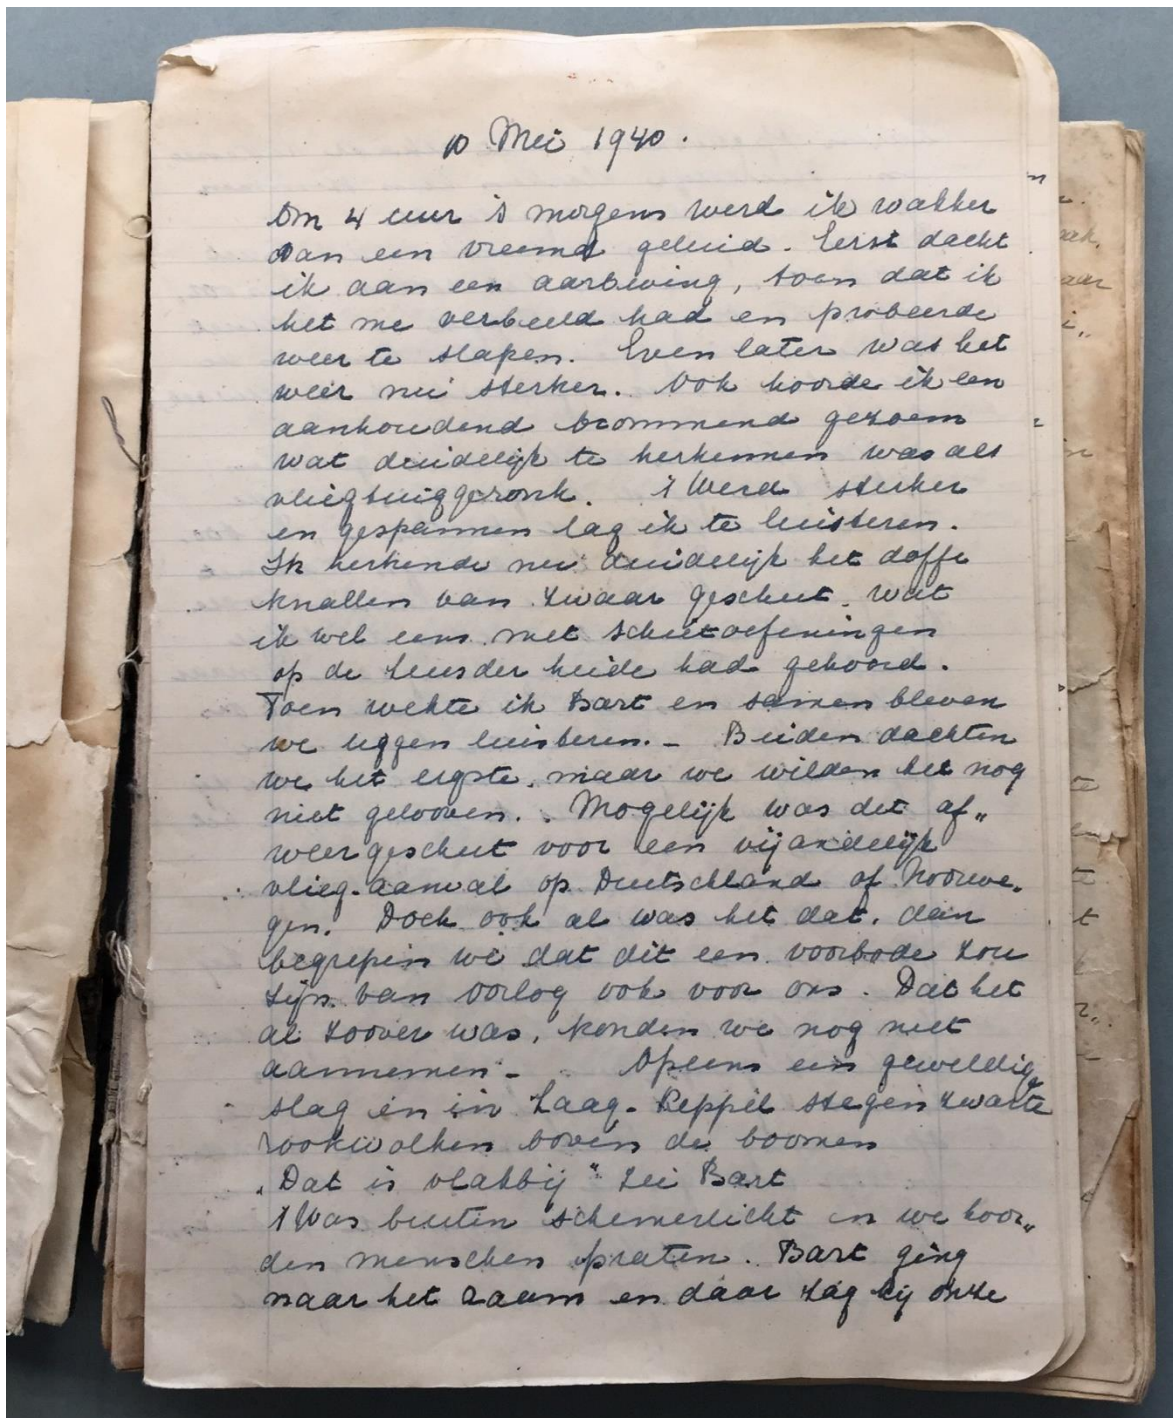 10 Mei 1940.
Om 4 uur 's morgens werd ik wakker
van een vreemd geluid. Eerst dacht
ik aan een aardbeving, toen dat ik
het me verbeeld had en probeerde
weer te slapen. Even later was het
weer nu sterker. Ook hoorde ik een
aanhoudend brommend gezoem
wat duidelijk te herkennen was als
vliegtuiggeronk. 't Werd sterker
en gespannen lag ik te luisteren.
Ik herkende nu duidelijk het doffe
knallen van zwaar geschut, wat
ik wel eens met schietoefeningen
op de Leusder heide had gehoord.
Toen wekte ik Bart en samen bleven
we liggen luisteren. – Beiden dachten
we het ergste, maar we wilden het nog
niet gelooven. Mogelijk was dit af„
weergeschut voor een vijandelijk
vlieg-aanval op Duitschland of Noorwe-
gen. Doch ook al was het dat, dan
begrepen we dat dit een voorbode zou
zijn van oorlog ook voor ons. Dat het
al zoover was, konden we nog niet
aannemen – Opeens een geweldige
slag en in Laag-Keppel stegen zwarte
rookwolken boven de boomen
„Dat is vlakbij" zei Bart
't Was buiten schemerlicht en we hoor„
den menschen praten. Bart ging
naar het raam en daar zag hij onze